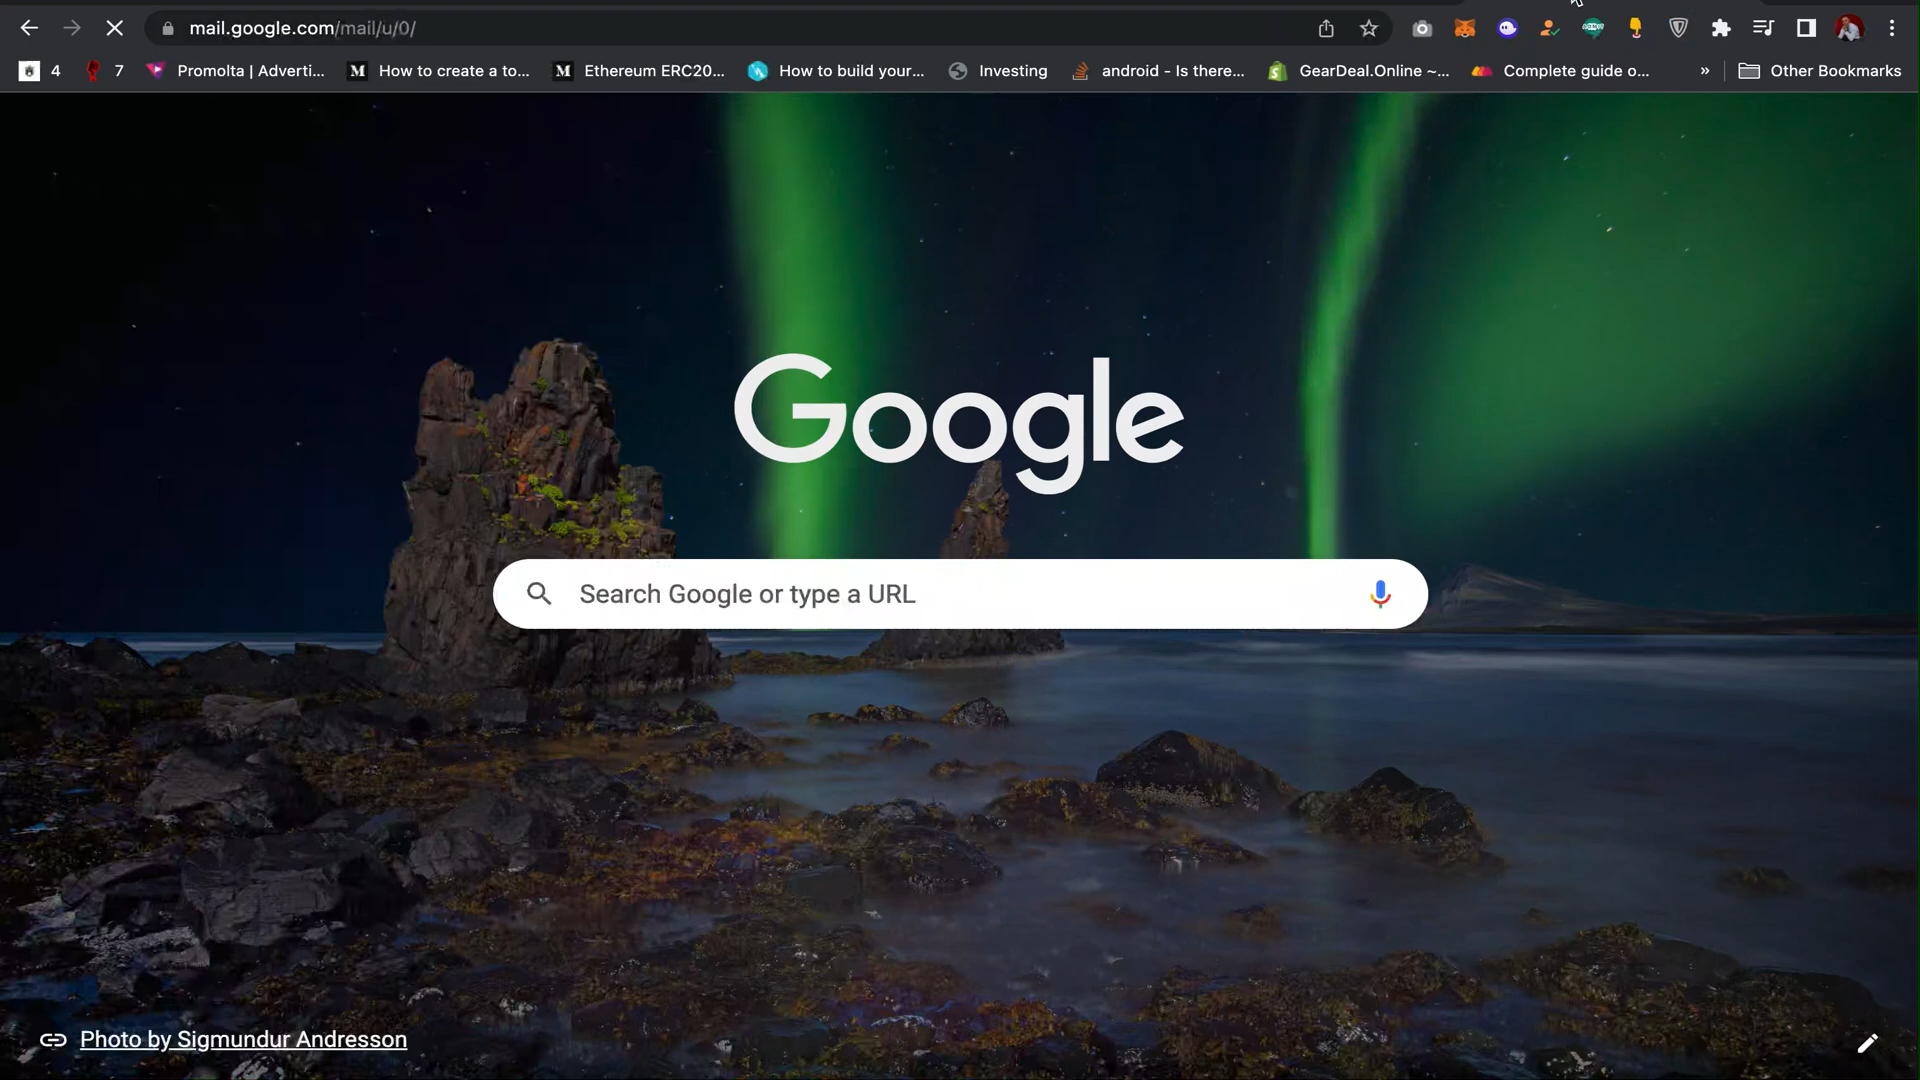 mail.google.com/mail/u/0/
4
7
Promolta | Adverti...
M
How to create a to...
M
Ethereum ERC20...
How to build your...
Investing
android - Is there...
GearDeal.Online ~...
Complete guide o...
»
Other Bookmarks
Google
Search Google or type a URL
Photo by Sigmundur Andresson